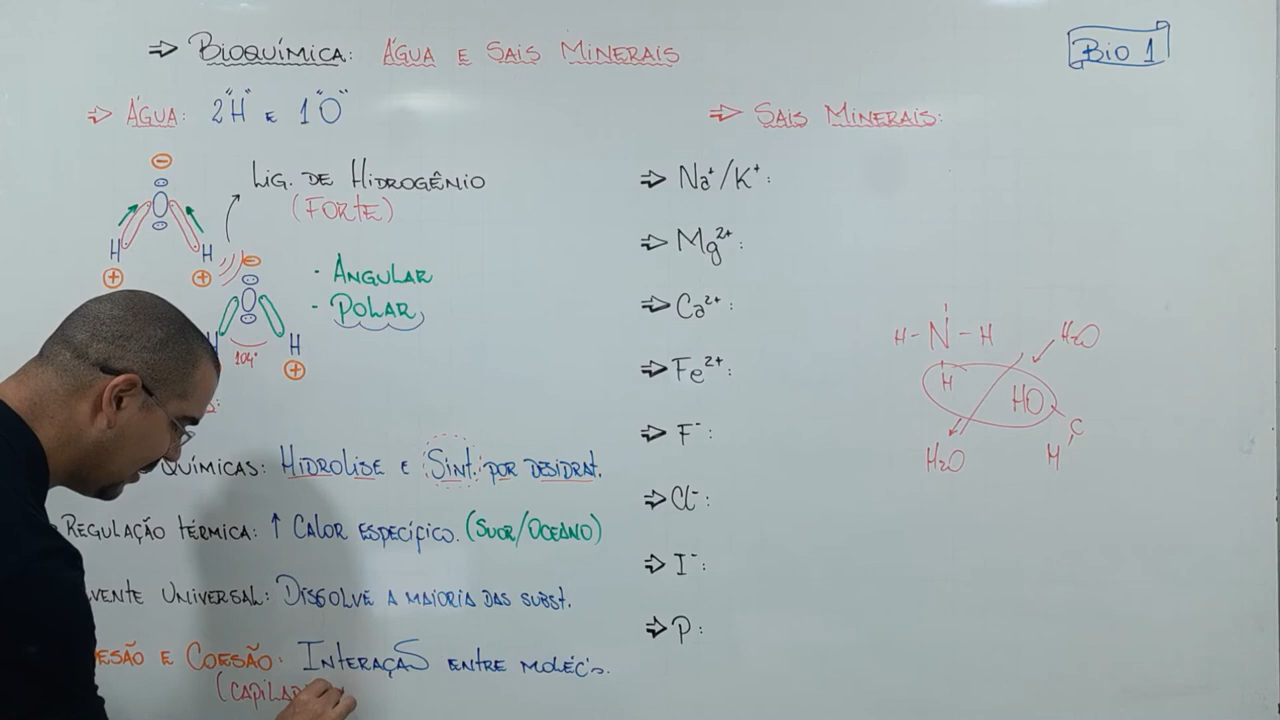 ⇒ BIOQUÍMICA: ÁGUA E SAIS MINERAIS
BIO 1
⇒ ÁGUA: 2"H" E 1"O"
LIG. DE HIDROGÊNIO
(FORTE)
H H
- ANGULAR
- POLAR
H H
104°
QUÍMICAS: HIDRÓLISE E SÍNT. POR DESIDRAT.
REGULAÇÃO TÉRMICA: ↑ CALOR ESPECÍFICO. (SUOR/OCEANO)
VENTE UNIVERSAL: DISSOLVE A MAIORIA DAS SUBST.
ESÃO E COESÃO: INTERAÇÃO ENTRE MOLÉC's.
(CAPILAR
⇒ SAIS MINERAIS:
⇒ Na⁺/K⁺:
⇒ Mg²⁺:
⇒ Ca²⁺:
⇒ Fe²⁺:
⇒ F⁻:
⇒ Cl⁻:
⇒ I⁻:
⇒ P:
H-N-H
H₂O
H
HO
C
H₂O
H